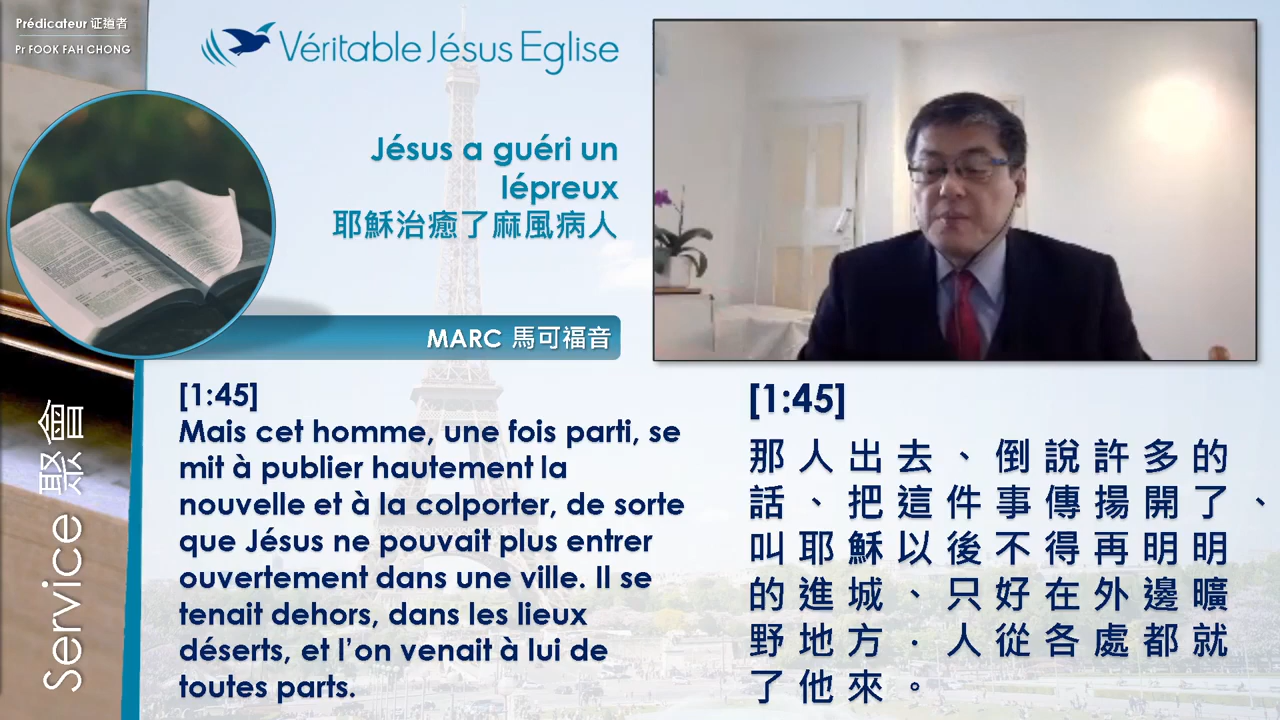 Prédicateur 证道者
Pr FOOK FAH CHONG
Véritable Jésus Eglise
Jésus a guéri un
lépreux
耶穌治癒了麻風病人
MARC 馬可福音
Service 聚會
[1:45]
Mais cet homme, une fois parti, se
mit à publier hautement la
nouvelle et à la colporter, de sorte
que Jésus ne pouvait plus entrer
ouvertement dans une ville. Il se
tenait dehors, dans les lieux
déserts, et l’on venait à lui de
toutes parts.
[1:45]
那人出去、倒說許多的
話、把這件事傳揚開了、
叫耶穌以後不得再明明
的進城、只好在外邊曠
野地方．人從各處都就
了他來。